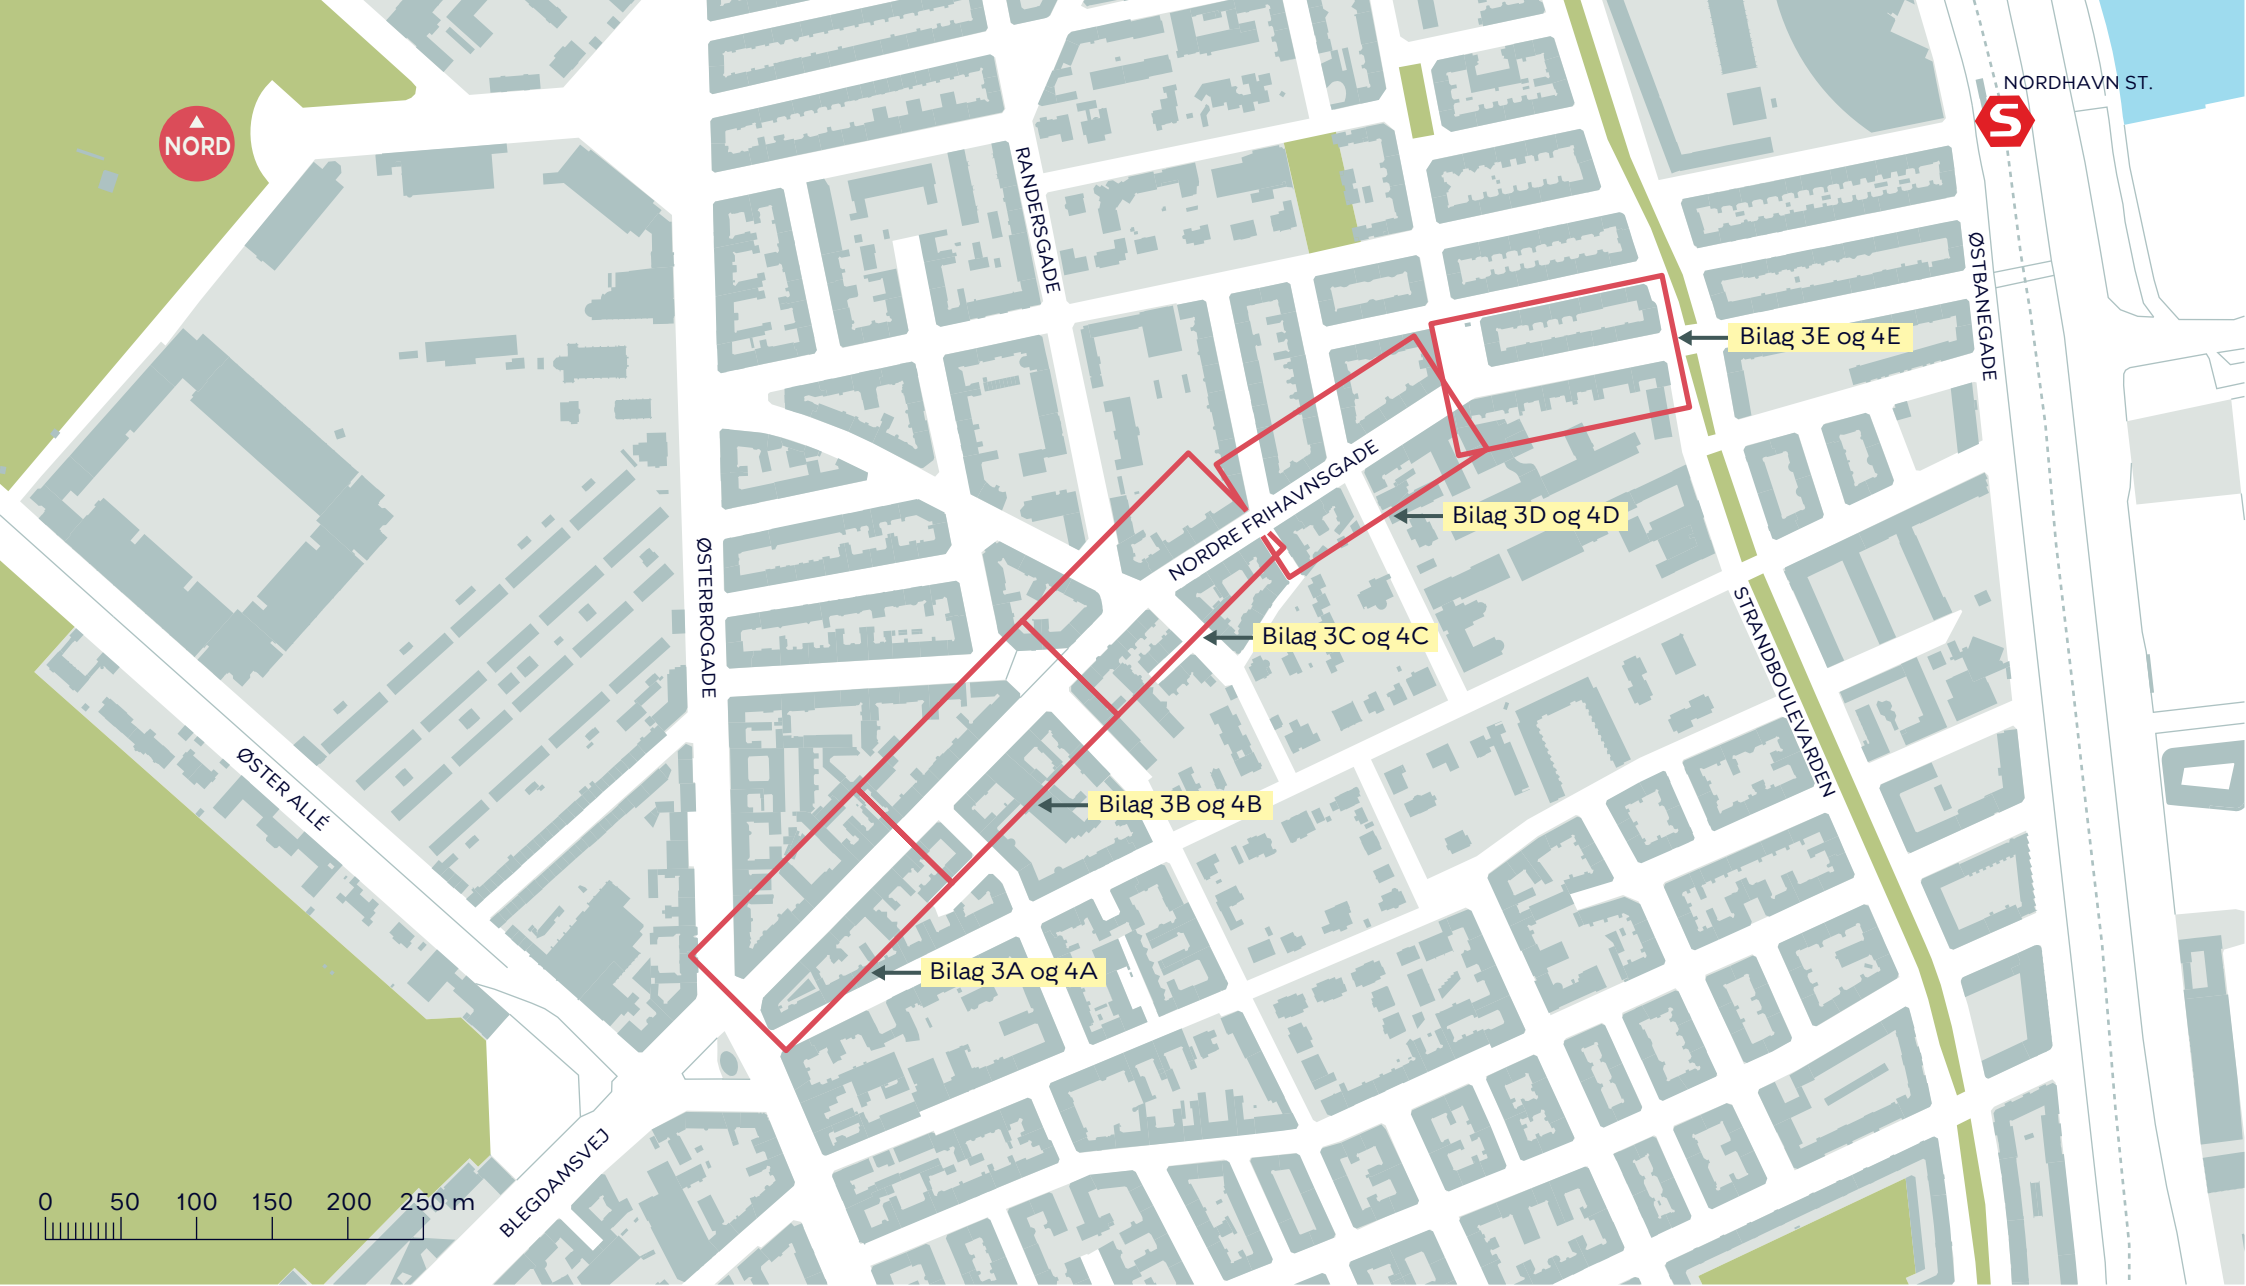 NORDHAVN ST.
S
NORD
RANDERSGADE
ØSTBANEGADE
Bilag 3E og 4E
NORDRE FRIHAVNSGADE
Bilag 3D og 4D
ØSTERBROGADE
STRANDBOULEVARDEN
Bilag 3C og 4C
ØSTER ALLÉ
Bilag 3B og 4B
Bilag 3A og 4A
BLEGDAMSVEJ
0 50 100 150 200 250 m